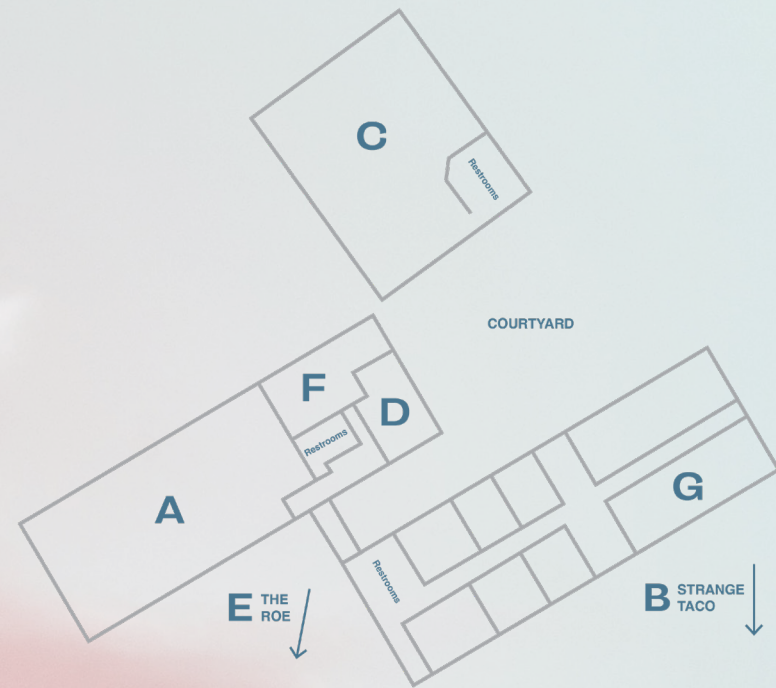 C
Restrooms
COURTYARD
F
D
Restrooms
A
G
Restrooms
E THE
ROE
B STRANGE
TACO